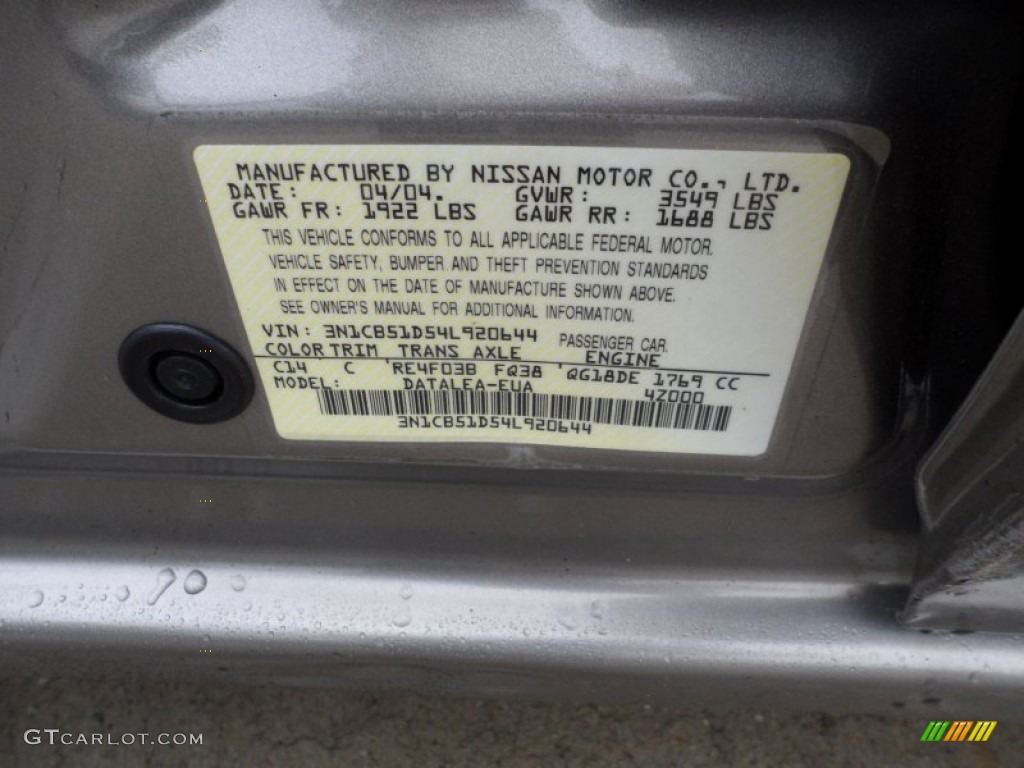 MANUFACTURED BY NISSAN MOTOR CO., LTD.
DATE: 04/04. GVWR: 3549 LBS
GAWR FR: 1922 LBS GAWR RR: 1688 LBS
THIS VEHICLE CONFORMS TO ALL APPLICABLE FEDERAL MOTOR.
VEHICLE SAFETY, BUMPER AND THEFT PREVENTION STANDARDS
IN EFFECT ON THE DATE OF MANUFACTURE SHOWN ABOVE.
SEE OWNER'S MANUAL FOR ADDITIONAL INFORMATION.
VIN: 3N1CB51D54L920644 PASSENGER CAR.
COLOR TRIM TRANS AXLE ENGINE
C14 C 'RE4F03B FQ38 'QG18DE 1769 CC
MODEL: DATALEA-EUA 4Z000
3N1CB51D54L920644
GTCARLOT.COM